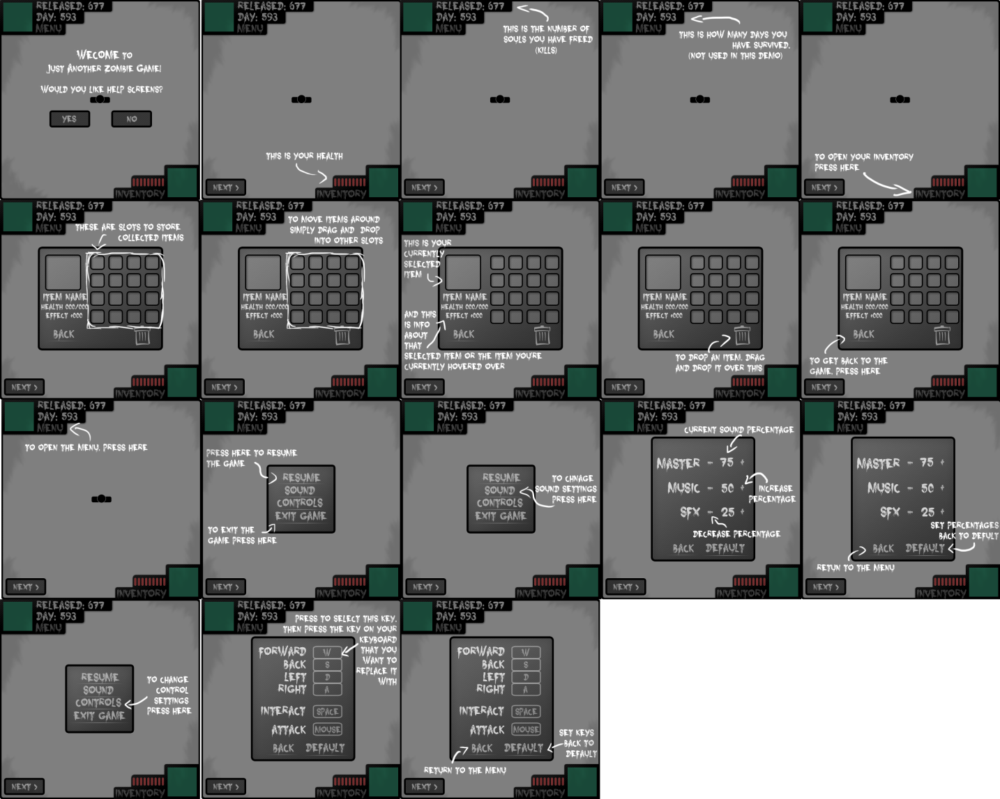 RELEASED: 677
DAY: 593
MENU
WECOME TO
JUST ANOTHER ZOMBIE GAME!
WOULD YOU LIKE HELP SCREENS?
YES NO
INVENTORY
RELEASED: 677
DAY: 593
MENU
THIS IS YOUR HEALTH
NEXT >
INVENTORY
RELEASED: 677
DAY: 593
MENU
THIS IS THE NUMBER OF
SOULS YOU HAVE FREED
(KILLS)
NEXT >
INVENTORY
RELEASED: 677
DAY: 593
MENU
THIS IS HOW MANY DAYS YOU
HAVE SURVIVED.
(NOT USED IN THIS DEMO)
NEXT >
INVENTORY
RELEASED: 677
DAY: 593
MENU
TO OPEN YOUR INVENTORY
PRESS HERE
NEXT >
INVENTORY
RELEASED: 677
DAY: 593
MENU
THESE ARE SLOTS TO STORE
COLLECTED ITEMS
ITEM NAME
HEALTH 000/000
EFFECT +000
BACK
NEXT >
INVENTORY
RELEASED: 677
DAY: 593
MENU
TO MOVE ITEMS AROUND
SIMPLY DRAG AND DROP
INTO OTHER SLOTS
ITEM NAME
HEALTH 000/000
EFFECT +000
BACK
NEXT >
INVENTORY
RELEASED: 677
DAY: 593
MENU
THIS IS YOUR
CURRENTLY
SELECTED
ITEM
ITEM NAME
HEALTH 000/000
EFFECT +000
BACK
AND THIS
IS INFO
ABOUT
THAT
SELECTED ITEM OR THE ITEM YOU'RE
CURRENTLY HOVERED OVER
NEXT >
INVENTORY
RELEASED: 677
DAY: 593
MENU
ITEM NAME
HEALTH 000/000
EFFECT +000
BACK
TO DROP AN ITEM, DRAG
AND DROP IT OVER THIS
NEXT >
INVENTORY
RELEASED: 677
DAY: 593
MENU
ITEM NAME
HEALTH 000/000
EFFECT +000
BACK
TO GET BACK TO THE
GAME, PRESS HERE
NEXT >
INVENTORY
RELEASED: 677
DAY: 593
MENU
TO OPEN THE MENU, PRESS HERE
NEXT >
INVENTORY
RELEASED: 677
DAY: 593
MENU
PRESS HERE TO RESUME
THE GAME
RESUME
SOUND
CONTROLS
EXIT GAME
TO EXIT THE
GAME PRESS HERE
NEXT >
INVENTORY
RELEASED: 677
DAY: 593
MENU
RESUME
SOUND
CONTROLS
EXIT GAME
TO CHNAGE
SOUND SETTINGS
PRESS HERE
NEXT >
INVENTORY
RELEASED: 677
DAY: 593
MENU
CURRENT SOUND PERCENTAGE
MASTER - 75 +
MUSIC - 50 +
INCREASE
PERCENTAGE
SFX - 25 +
DECREASE PERCENTAGE
BACK DEFAULT
NEXT >
INVENTORY
RELEASED: 677
DAY: 593
MENU
MASTER - 75 +
MUSIC - 50 +
SFX - 25 +
SET PERCENTAGES
BACK TO DEFULT
BACK DEFAULT
RETUN TO THE MENU
NEXT >
INVENTORY
RELEASED: 677
DAY: 593
MENU
RESUME
SOUND
CONTROLS
EXIT GAME
TO CHANGE
CONTROL
SETTINGS
PRESS HERE
NEXT >
INVENTORY
RELEASED: 677
DAY: 593
MENU
PRESS TO SELECT THIS KEY,
THEN PRESS THE KEY ON YOUR
KEYBOARD
THAT YOU
WANT TO
REPLACE IT
WITH
FORWARD W
BACK S
LEFT D
RIGHT A
INTERACT SPACE
ATTACK MOUSE
BACK DEFAULT
NEXT >
INVENTORY
RELEASED: 677
DAY: 593
MENU
FORWARD W
BACK S
LEFT D
RIGHT A
INTERACT SPACE
ATTACK MOUSE
BACK DEFAULT
SET KEYS
BACK TO
DEFAULT
RETURN TO THE MENU
NEXT >
INVENTORY